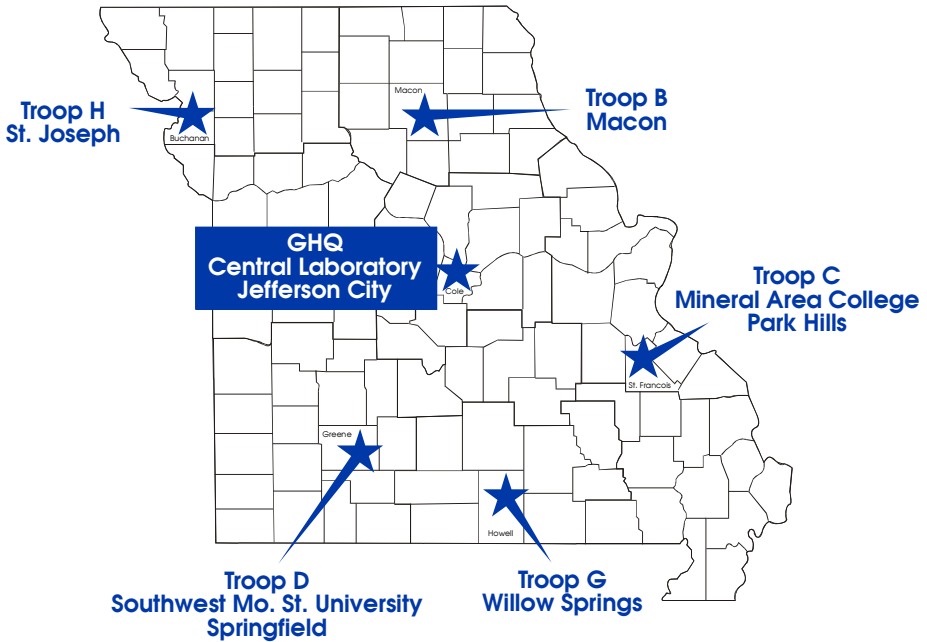 Macon
Troop H
St. Joseph
Buchanan
Troop B
Macon
GHQ
Central Laboratory
Jefferson City
Cole
Troop C
Mineral Area College
Park Hills
St. Francois
Greene
Howell
Troop D
Southwest Mo. St. University
Springfield
Troop G
Willow Springs